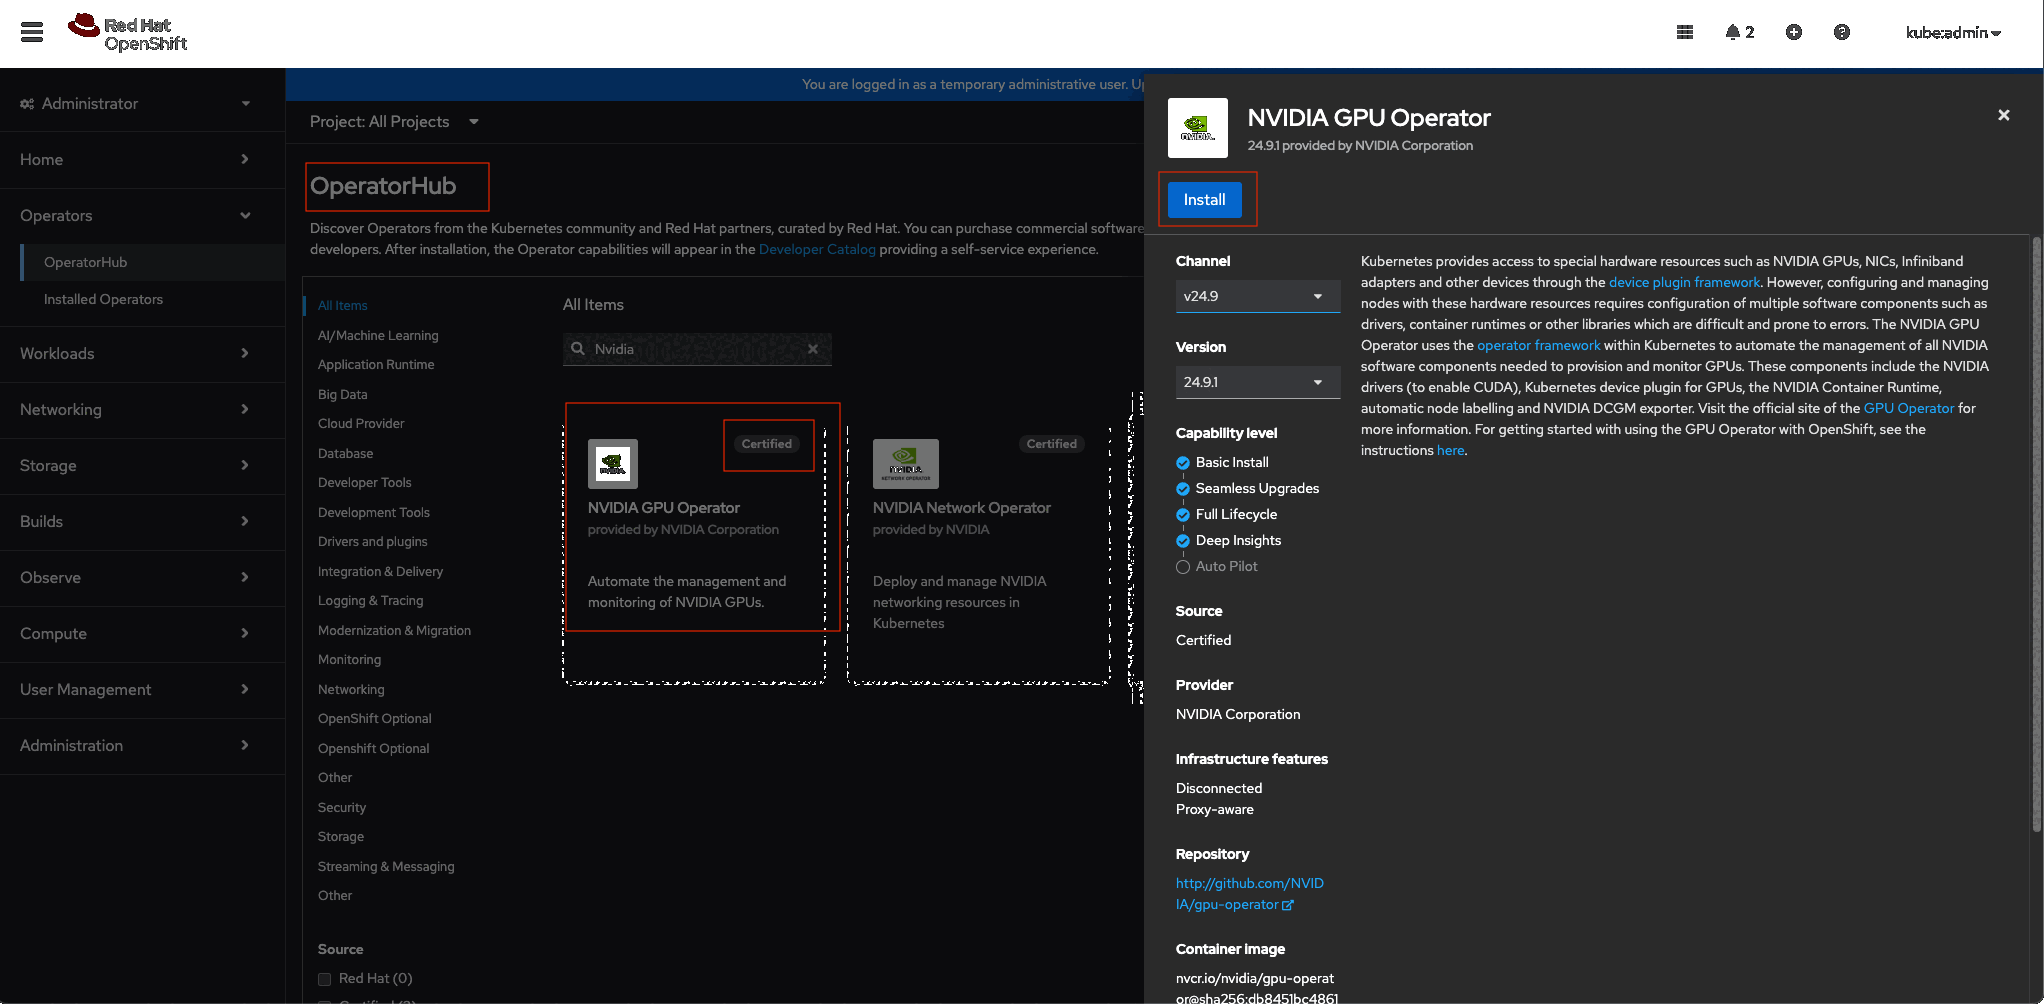 Red Hat
OpenShift
2
kube:admin
Administrator
Home
Operators
OperatorHub
Installed Operators
Workloads
Networking
Storage
Builds
Observe
Compute
User Management
Administration
You are logged in as a temporary administrative user.
Project: All Projects
OperatorHub
Discover Operators from the Kubernetes community and Red Hat partners, curated by Red Hat. You can purchase commercial software
developers. After installation, the Operator capabilities will appear in the Developer Catalog providing a self-service experience.
All Items
AI/Machine Learning
Application Runtime
Big Data
Cloud Provider
Database
Developer Tools
Development Tools
Drivers and plugins
Integration & Delivery
Logging & Tracing
Modernization & Migration
Monitoring
Networking
OpenShift Optional
Openshift Optional
Other
Security
Storage
Streaming & Messaging
Other
Source
Red Hat (0)
All Items
Nvidia
Certified
NVIDIA
NVIDIA GPU Operator
provided by NVIDIA Corporation
Automate the management and
monitoring of NVIDIA GPUs.
Certified
NVIDIA
NETWORK OPERATOR
NVIDIA Network Operator
provided by NVIDIA
Deploy and manage NVIDIA
networking resources in
Kubernetes
NVIDIA
NVIDIA GPU Operator
24.9.1 provided by NVIDIA Corporation
Install
Channel
v24.9
Version
24.9.1
Capability level
Basic Install
Seamless Upgrades
Full Lifecycle
Deep Insights
Auto Pilot
Source
Certified
Provider
NVIDIA Corporation
Infrastructure features
Disconnected
Proxy-aware
Repository
http://github.com/NVID
IA/gpu-operator
Container image
nvcr.io/nvidia/gpu-operat
or@sha256:db8451bc4861
Kubernetes provides access to special hardware resources such as NVIDIA GPUs, NICs, Infiniband
adapters and other devices through the device plugin framework. However, configuring and managing
nodes with these hardware resources requires configuration of multiple software components such as
drivers, container runtimes or other libraries which are difficult and prone to errors. The NVIDIA GPU
Operator uses the operator framework within Kubernetes to automate the management of all NVIDIA
software components needed to provision and monitor GPUs. These components include the NVIDIA
drivers (to enable CUDA), Kubernetes device plugin for GPUs, the NVIDIA Container Runtime,
automatic node labelling and NVIDIA DCGM exporter. Visit the official site of the GPU Operator for
more information. For getting started with using the GPU Operator with OpenShift, see the
instructions here.